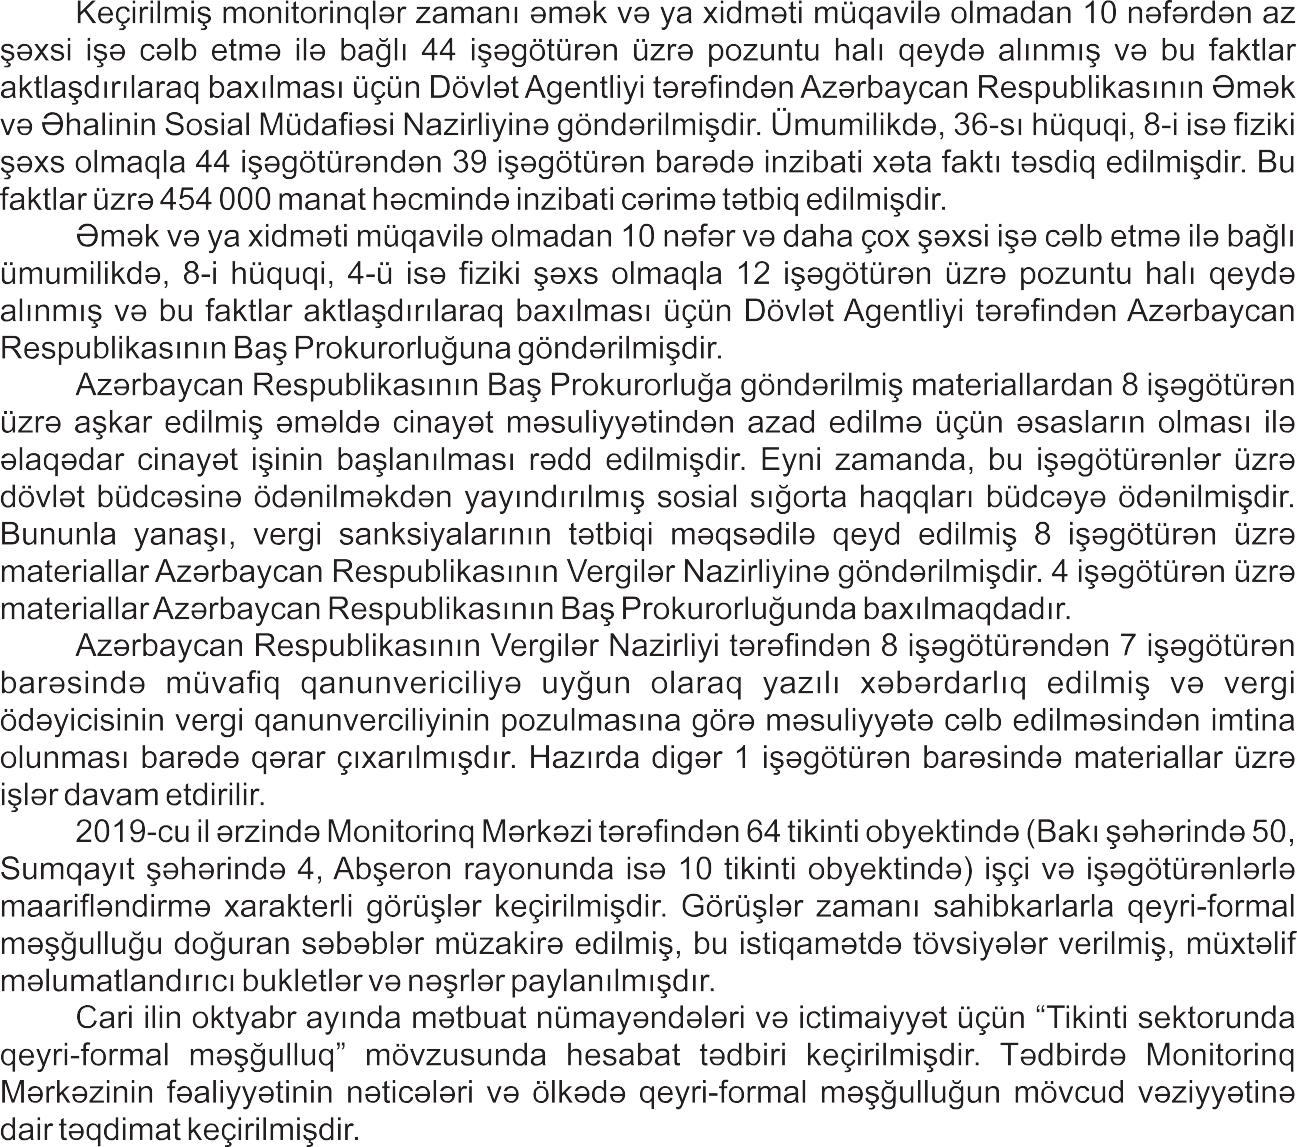 Keçirilmiş monitorinqlər zamanı əmək və ya xidməti müqavilə olmadan 10 nəfərdən az
şəxsi işə cəlb etmə ilə bağlı 44 işəgötürən üzrə pozuntu halı qeydə alınmış və bu faktlar
aktlaşdırılaraq baxılması üçün Dövlət Agentliyi tərəfindən Azərbaycan Respublikasının Əmək
və Əhalinin Sosial Müdafiəsi Nazirliyinə göndərilmişdir. Ümumilikdə, 36-sı hüquqi, 8-i isə fiziki
şəxs olmaqla 44 işəgötürəndən 39 işəgötürən barədə inzibati xəta faktı təsdiq edilmişdir. Bu
faktlar üzrə 454 000 manat həcmində inzibati cərimə tətbiq edilmişdir.
Əmək və ya xidməti müqavilə olmadan 10 nəfər və daha çox şəxsi işə cəlb etmə ilə bağlı
ümumilikdə, 8-i hüquqi, 4-ü isə fiziki şəxs olmaqla 12 işəgötürən üzrə pozuntu halı qeydə
alınmış və bu faktlar aktlaşdırılaraq baxılması üçün Dövlət Agentliyi tərəfindən Azərbaycan
Respublikasının Baş Prokurorluğuna göndərilmişdir.
Azərbaycan Respublikasının Baş Prokurorluğa göndərilmiş materiallardan 8 işəgötürən
üzrə aşkar edilmiş əməldə cinayət məsuliyyətindən azad edilmə üçün əsasların olması ilə
əlaqədar cinayət işinin başlanılması rədd edilmişdir. Eyni zamanda, bu işəgötürənlər üzrə
dövlət büdcəsinə ödənilməkdən yayındırılmış sosial sığorta haqqları büdcəyə ödənilmişdir.
Bununla yanaşı, vergi sanksiyalarının tətbiqi məqsədilə qeyd edilmiş 8 işəgötürən üzrə
materiallar Azərbaycan Respublikasının Vergilər Nazirliyinə göndərilmişdir. 4 işəgötürən üzrə
materiallar Azərbaycan Respublikasının Baş Prokurorluğunda baxılmaqdadır.
Azərbaycan Respublikasının Vergilər Nazirliyi tərəfindən 8 işəgötürəndən 7 işəgötürən
barəsində müvafiq qanunvericiliyə uyğun olaraq yazılı xəbərdarlıq edilmiş və vergi
ödəyicisinin vergi qanunverciliyinin pozulmasına görə məsuliyyətə cəlb edilməsindən imtina
olunması barədə qərar çıxarılmışdır. Hazırda digər 1 işəgötürən barəsində materiallar üzrə
işlər davam etdirilir.
2019-cu il ərzində Monitorinq Mərkəzi tərəfindən 64 tikinti obyektində (Bakı şəhərində 50,
Sumqayıt şəhərində 4, Abşeron rayonunda isə 10 tikinti obyektində) işçi və işəgötürənlərlə
maarifləndirmə xarakterli görüşlər keçirilmişdir. Görüşlər zamanı sahibkarlarla qeyri-formal
məşğulluğu doğuran səbəblər müzakirə edilmiş, bu istiqamətdə tövsiyələr verilmiş, müxtəlif
məlumatlandırıcı bukletlər və nəşrlər paylanılmışdır.
Cari ilin oktyabr ayında mətbuat nümayəndələri və ictimaiyyət üçün “Tikinti sektorunda
qeyri-formal məşğulluq” mövzusunda hesabat tədbiri keçirilmişdir. Tədbirdə Monitorinq
Mərkəzinin fəaliyyətinin nəticələri və ölkədə qeyri-formal məşğulluğun mövcud vəziyyətinə
dair təqdimat keçirilmişdir.